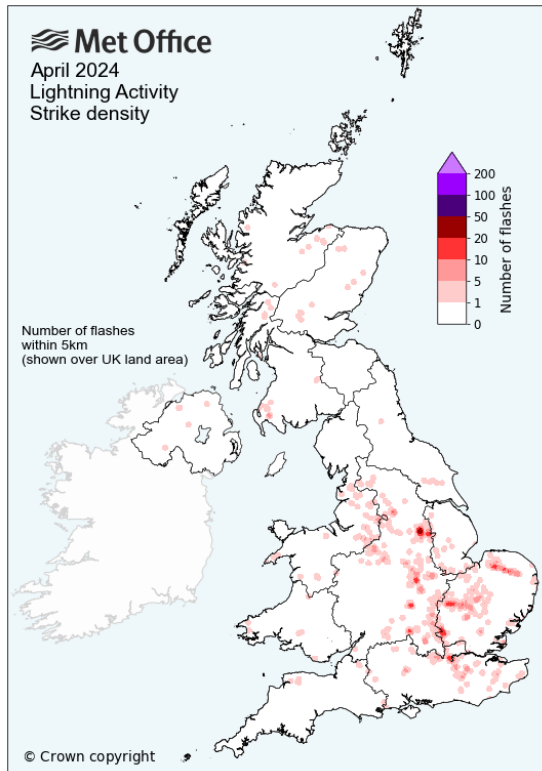 Met Office
April 2024
Lightning Activity
Strike density
200
100
50
20
10
5
1
0
Number of flashes
Number of flashes
within 5km
(shown over UK land area)
© Crown copyright